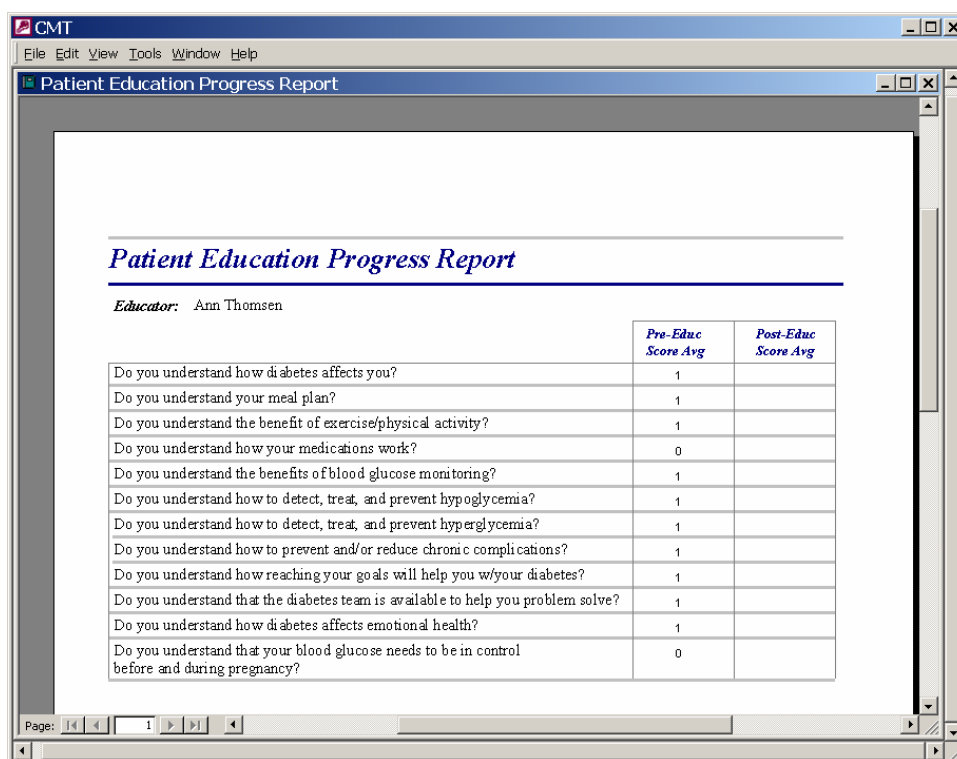 CMT
File Edit View Tools Window Help
Patient Education Progress Report
Patient Education Progress Report
Educator: Ann Thomsen
Pre-Educ Post-Educ
Score Avg Score Avg
Do you understand how diabetes affects you? 1
Do you understand your meal plan? 1
Do you understand the benefit of exercise/physical activity? 1
Do you understand how your medications work? 0
Do you understand the benefits of blood glucose monitoring? 1
Do you understand how to detect, treat, and prevent hypoglycemia? 1
Do you understand how to detect, treat, and prevent hyperglycemia? 1
Do you understand how to prevent and/or reduce chronic complications? 1
Do you understand how reaching your goals will help you w/your diabetes? 1
Do you understand that the diabetes team is available to help you problem solve? 1
Do you understand how diabetes affects emotional health? 1
Do you understand that your blood glucose needs to be in control 0
before and during pregnancy?
Page: 1